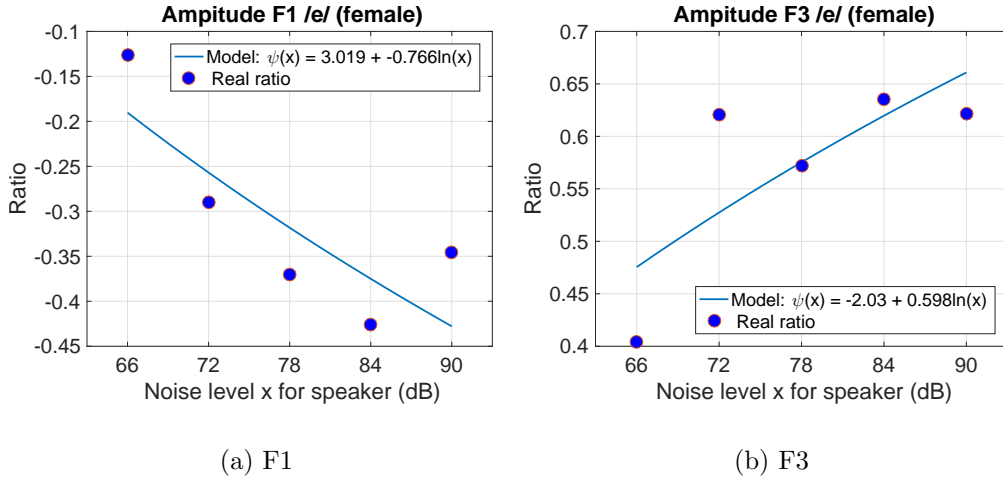 Ampitude F1 /e/ (female)
-0.1
-0.15
-0.2
-0.25
-0.3
-0.35
-0.4
-0.45
Ratio
Model: ψ(x) = 3.019 + -0.766ln(x)
Real ratio
66 72 78 84 90
Noise level x for speaker (dB)
(a) F1
Ampitude F3 /e/ (female)
0.7
0.65
0.6
0.55
0.5
0.45
0.4
Ratio
Model: ψ(x) = -2.03 + 0.598ln(x)
Real ratio
66 72 78 84 90
Noise level x for speaker (dB)
(b) F3